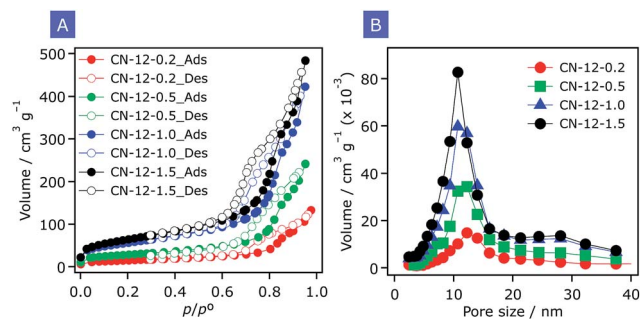 A
B
Volume / cm³ g⁻¹
500
400
300
200
100
0
CN-12-0.2_Ads
CN-12-0.2_Des
CN-12-0.5_Ads
CN-12-0.5_Des
CN-12-1.0_Ads
CN-12-1.0_Des
CN-12-1.5_Ads
CN-12-1.5_Des
0.0 0.2 0.4 0.6 0.8 1.0
p/p⁰
Volume / cm³ g⁻¹ (x 10⁻³)
80
60
40
20
0
CN-12-0.2
CN-12-0.5
CN-12-1.0
CN-12-1.5
0 10 20 30 40
Pore size / nm